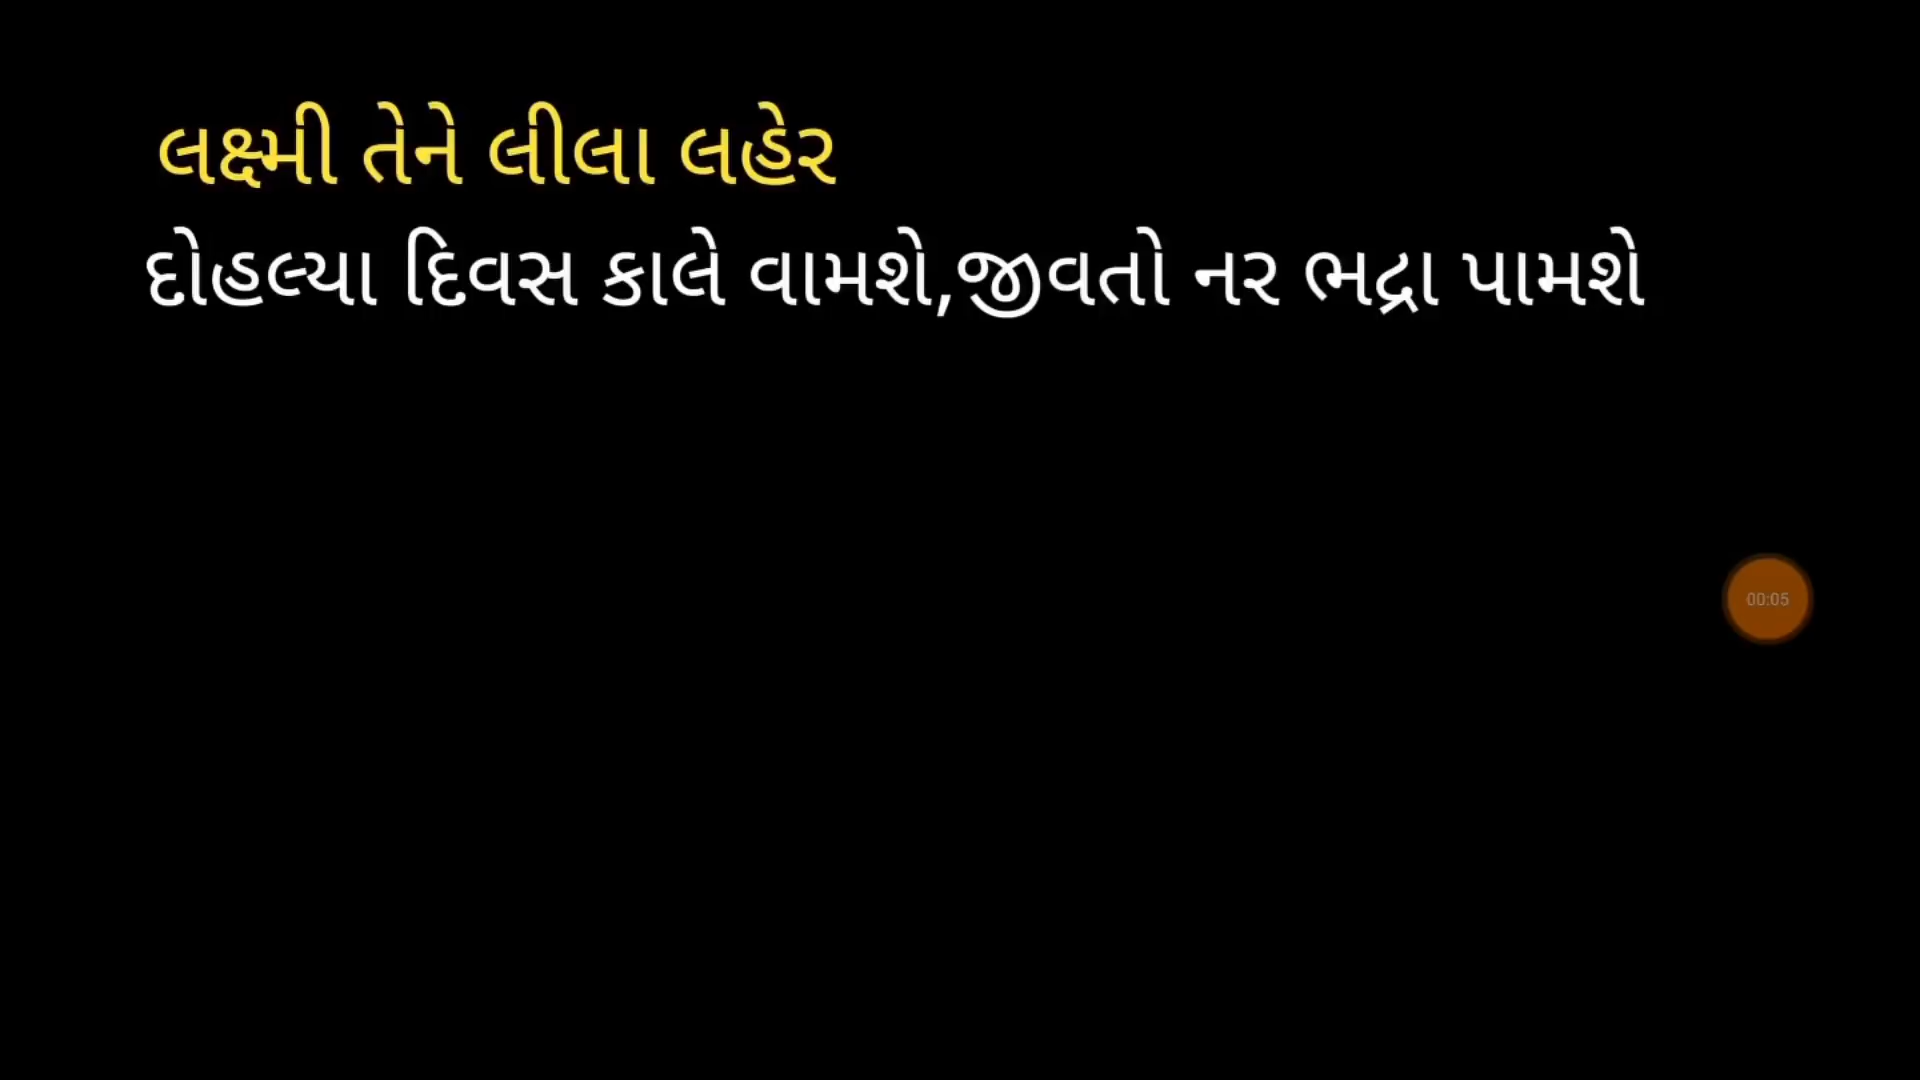 લક્ષ્મી તેને લીલા લહેર
દોહલ્યા દિવસ કાલે વામશે,જીવતો નર ભદ્રા પામશે
00:05